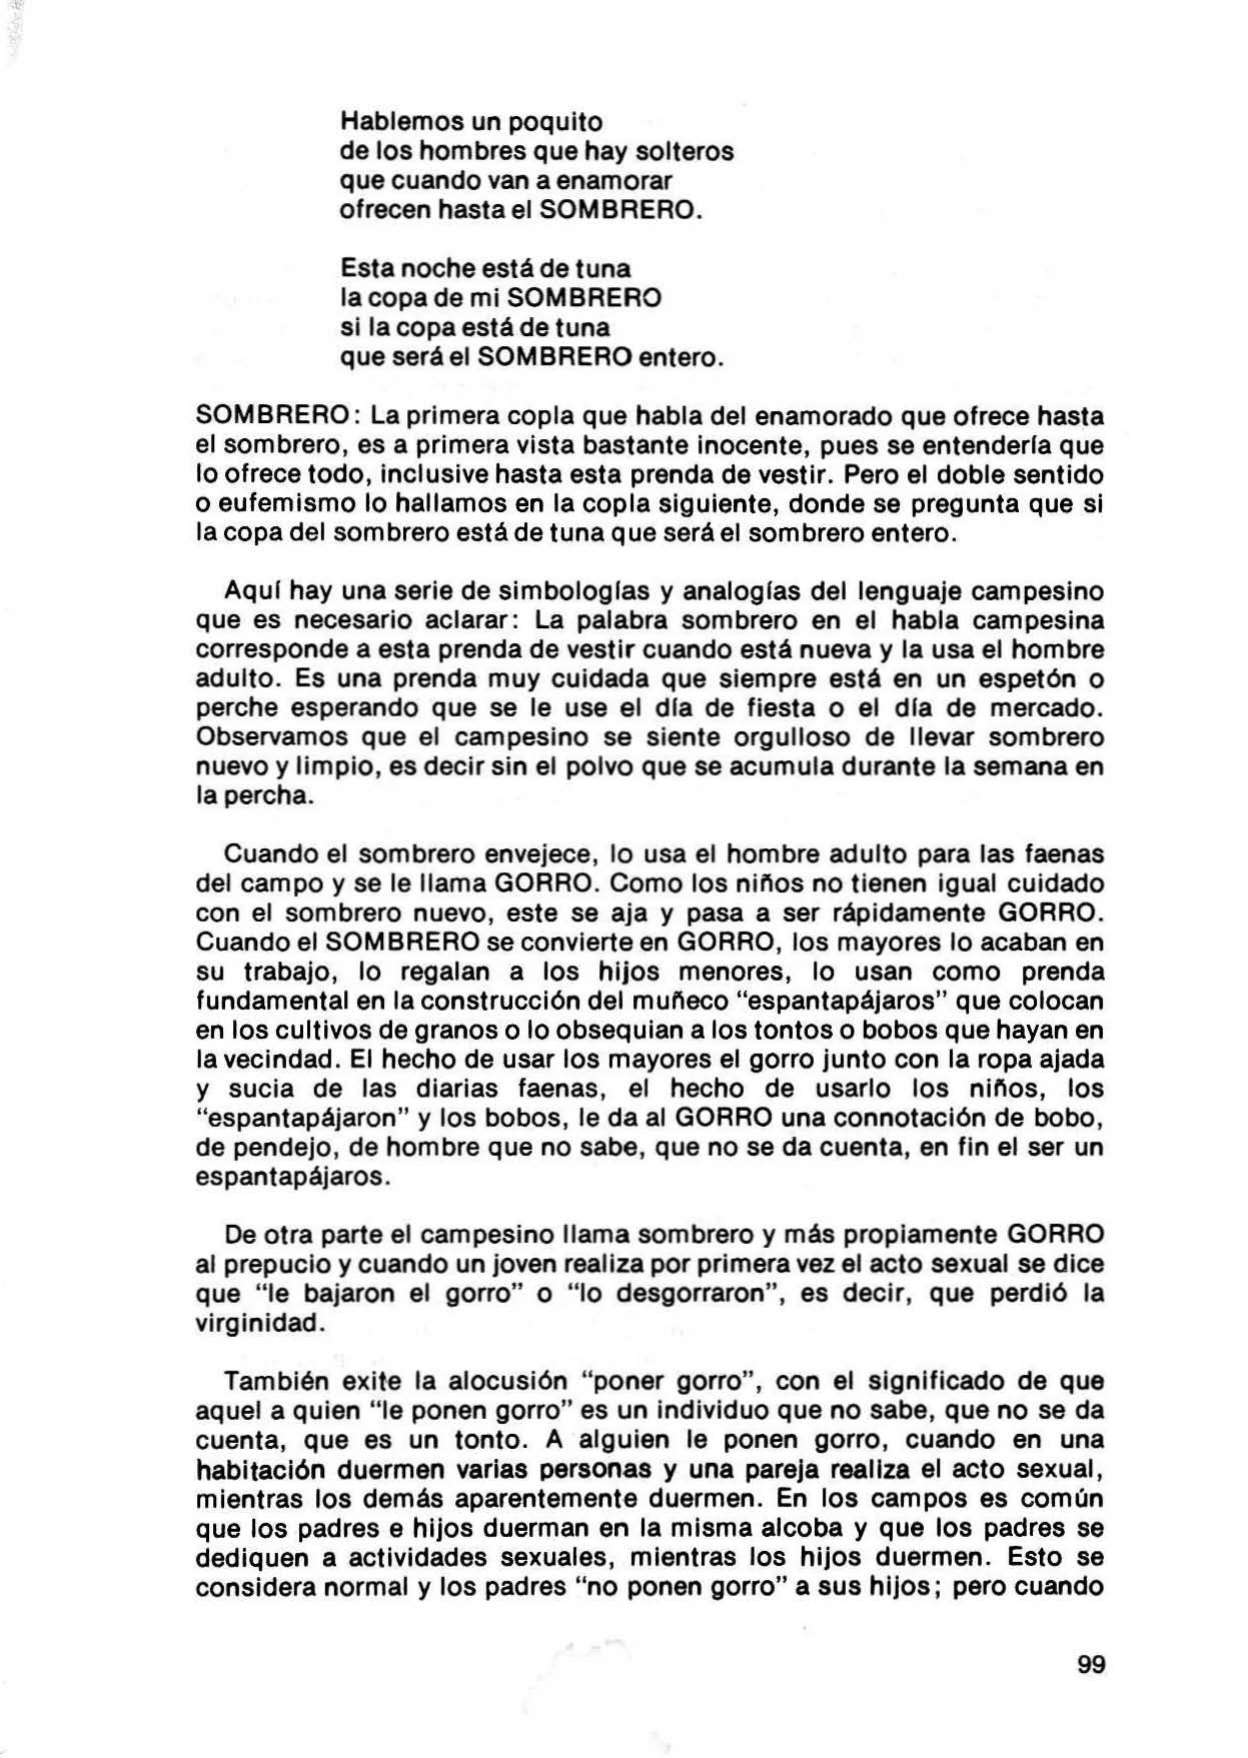 Hablemos un poquito
de los hombres que hay solteros
que cuando van a enamorar
ofrecen hasta el SOMBRERO.
Esta noche está de tuna
la copa de mi SOMBRERO
si la copa está de tuna
que será el SOMBRERO entero.
SOMBRERO: La primera copla que habla del enamorado que ofrece hasta
el sombrero, es a primera vista bastante inocente, pues se entendería que
lo ofrece todo, inclusive hasta esta prenda de vestir. Pero el doble sentido
o eufemismo lo hallamos en la copla siguiente, donde se pregunta que si
la copa del sombrero está de tuna que será el sombrero entero.
Aquí hay una serie de simbologías y analogías del lenguaje campesino
que es necesario aclarar: La palabra sombrero en el habla campesina
corresponde a esta prenda de vestir cuando está nueva y la usa el hombre
adulto. Es una prenda muy cuidada que siempre está en un espetón o
perche esperando que se le use el día de fiesta o el día de mercado.
Observamos que el campesino se siente orgulloso de llevar sombrero
nuevo y limpio, es decir sin el polvo que se acumula durante la semana en
la percha.
Cuando el sombrero envejece, lo usa el hombre adulto para las faenas
del campo y se le llama GORRO. Como los niños no tienen igual cuidado
con el sombrero nuevo, este se aja y pasa a ser rápidamente GORRO.
Cuando el SOMBRERO se convierte en GORRO, los mayores lo acaban en
su trabajo, lo regalan a los hijos menores, lo usan como prenda
fundamental en la construcción del muñeco "espantapájaros" que colocan
en los cultivos de granos o lo obsequian a los tontos o bobos que hayan en
la vecindad. El hecho de usar los mayores el gorro junto con la ropa ajada
y sucia de las diarias faenas, el hecho de usarlo los niños, los
"espantapájaron" y los bobos, le da al GORRO una connotación de bobo,
de pendejo, de hombre que no sabe, que no se da cuenta, en fin el ser un
espantapájaros.
De otra parte el campesino llama sombrero y más propiamente GORRO
al prepucio y cuando un joven realiza por primera vez el acto sexual se dice
que "le bajaron el gorro" o "lo desgorraron", es decir, que perdió la
virginidad.
También exite la alocusión "poner gorro", con el significado de que
aquel a quien "le ponen gorro" es un individuo que no sabe, que no se da
cuenta, que es un tonto. A alguien le ponen gorro, cuando en una
habitación duermen varias personas y una pareja realiza el acto sexual,
mientras los demás aparentemente duermen. En los campos es común
que los padres e hijos duerman en la misma alcoba y que los padres se
dediquen a actividades sexuales, mientras los hijos duermen. Esto se
considera normal y los padres "no ponen gorro" a sus hijos; pero cuando
99